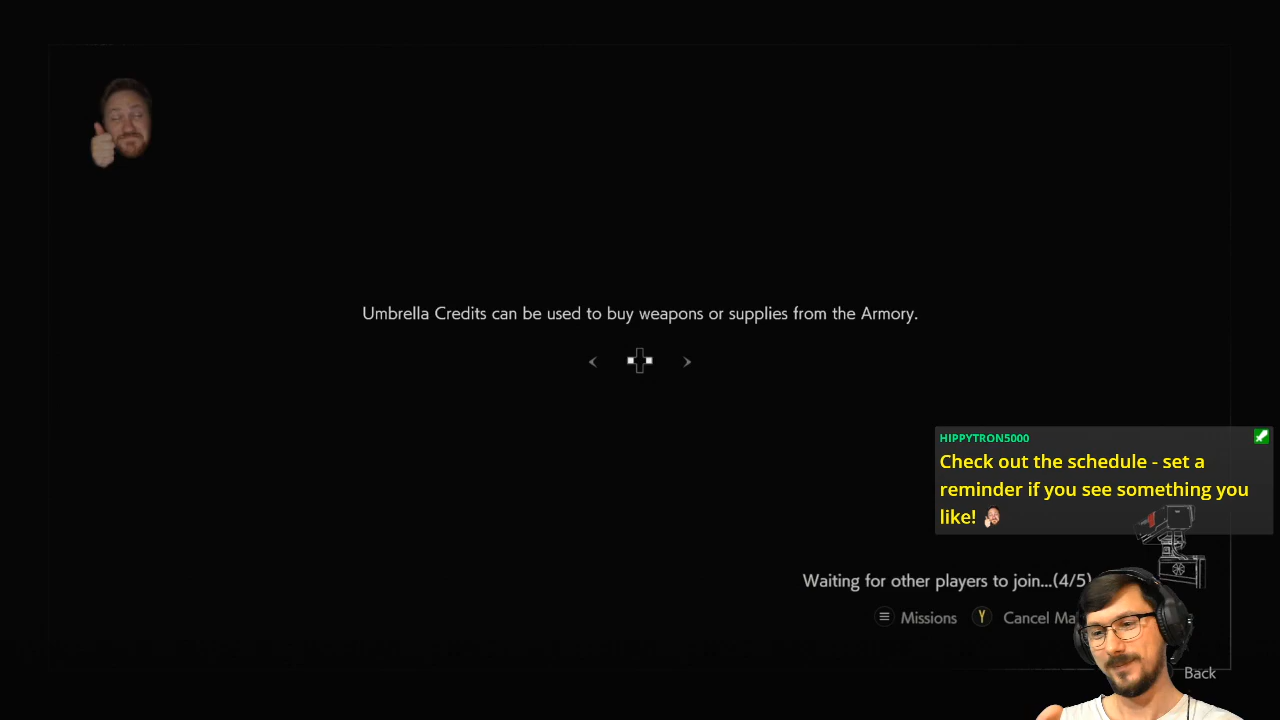 Umbrella Credits can be used to buy weapons or supplies from the Armory.
HIPPYTRON5000
Check out the schedule - set a
reminder if you see something you
like!
Waiting for other players to join...(4/5)
Missions
Y
Cancel
Back